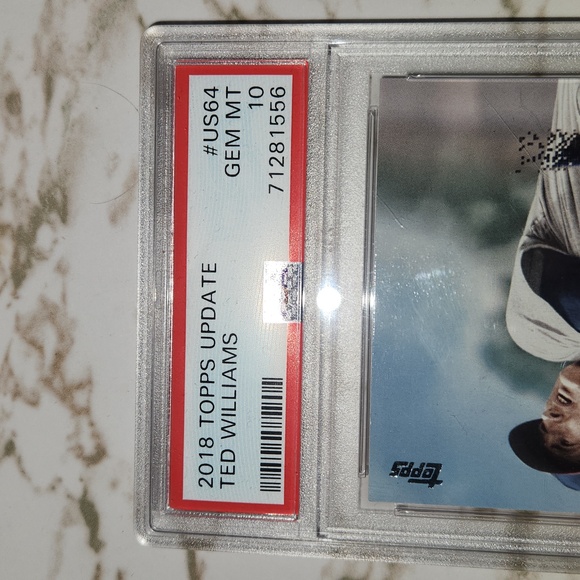 2018 TOPPS UPDATE #US64
TED WILLIAMS GEM MT
10
71281556
topps